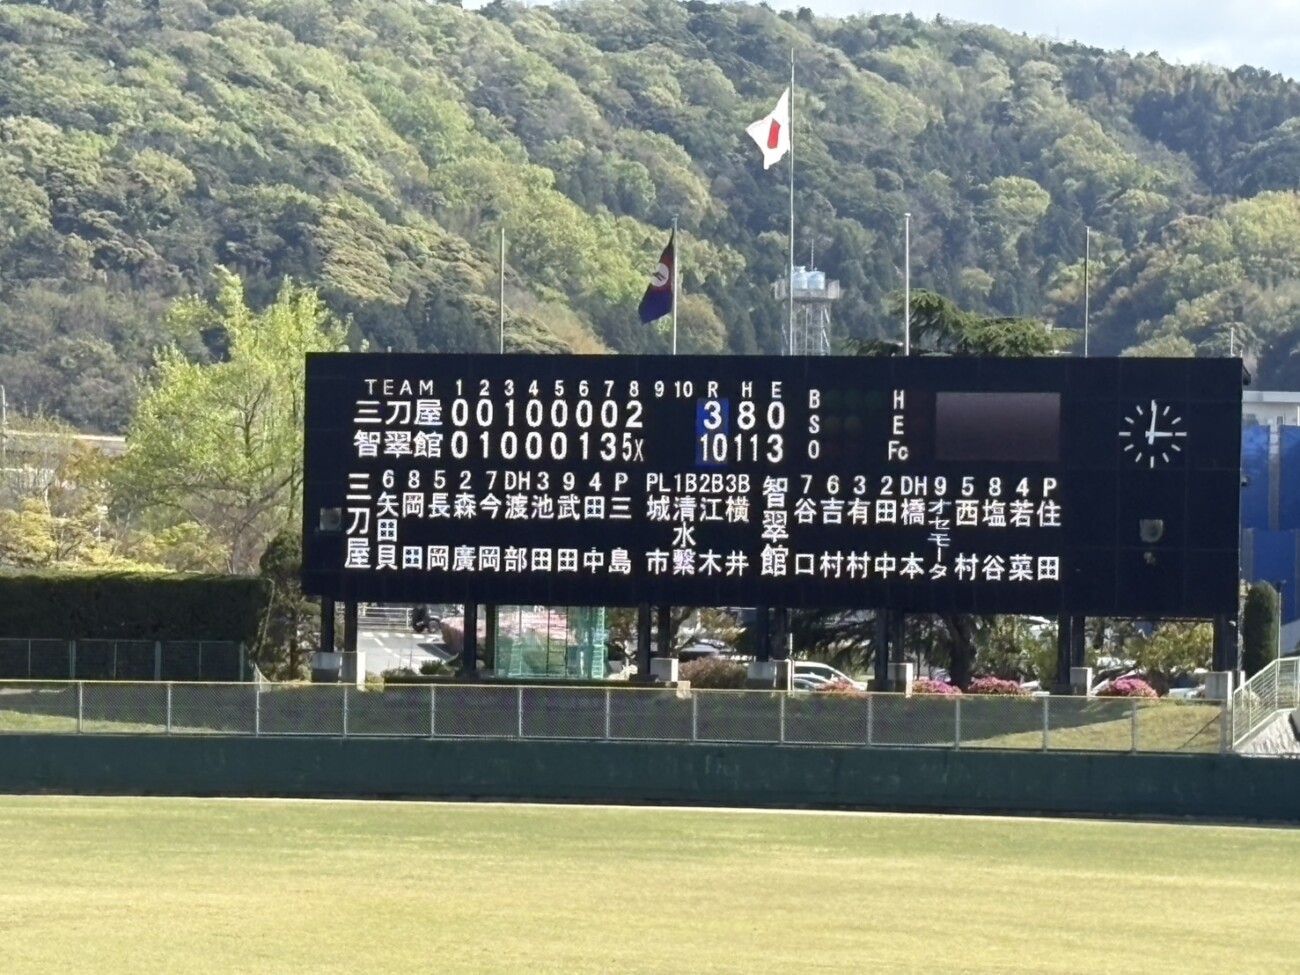 TEAM 1 2 3 4 5 6 7 8 9 10 R H E
三刀屋 0 0 1 0 0 0 0 2 3 8 0
智翠館 0 1 0 0 0 1 3 5x 10 11 3
B H
S E
O Fc
三刀屋
6 矢田貝
8 岡田
5 長岡
2 森廣
7 今岡
DH 渡部
3 池田
9 武田
4 田中
P 三島
PL 城市
1B 清水繋
2B 江木
3B 横井
智翠館
7 谷口
6 吉村
3 有村
2 田中
DH 橋本
9 オセモータ
5 西村
8 塩谷
4 若菜
P 住田